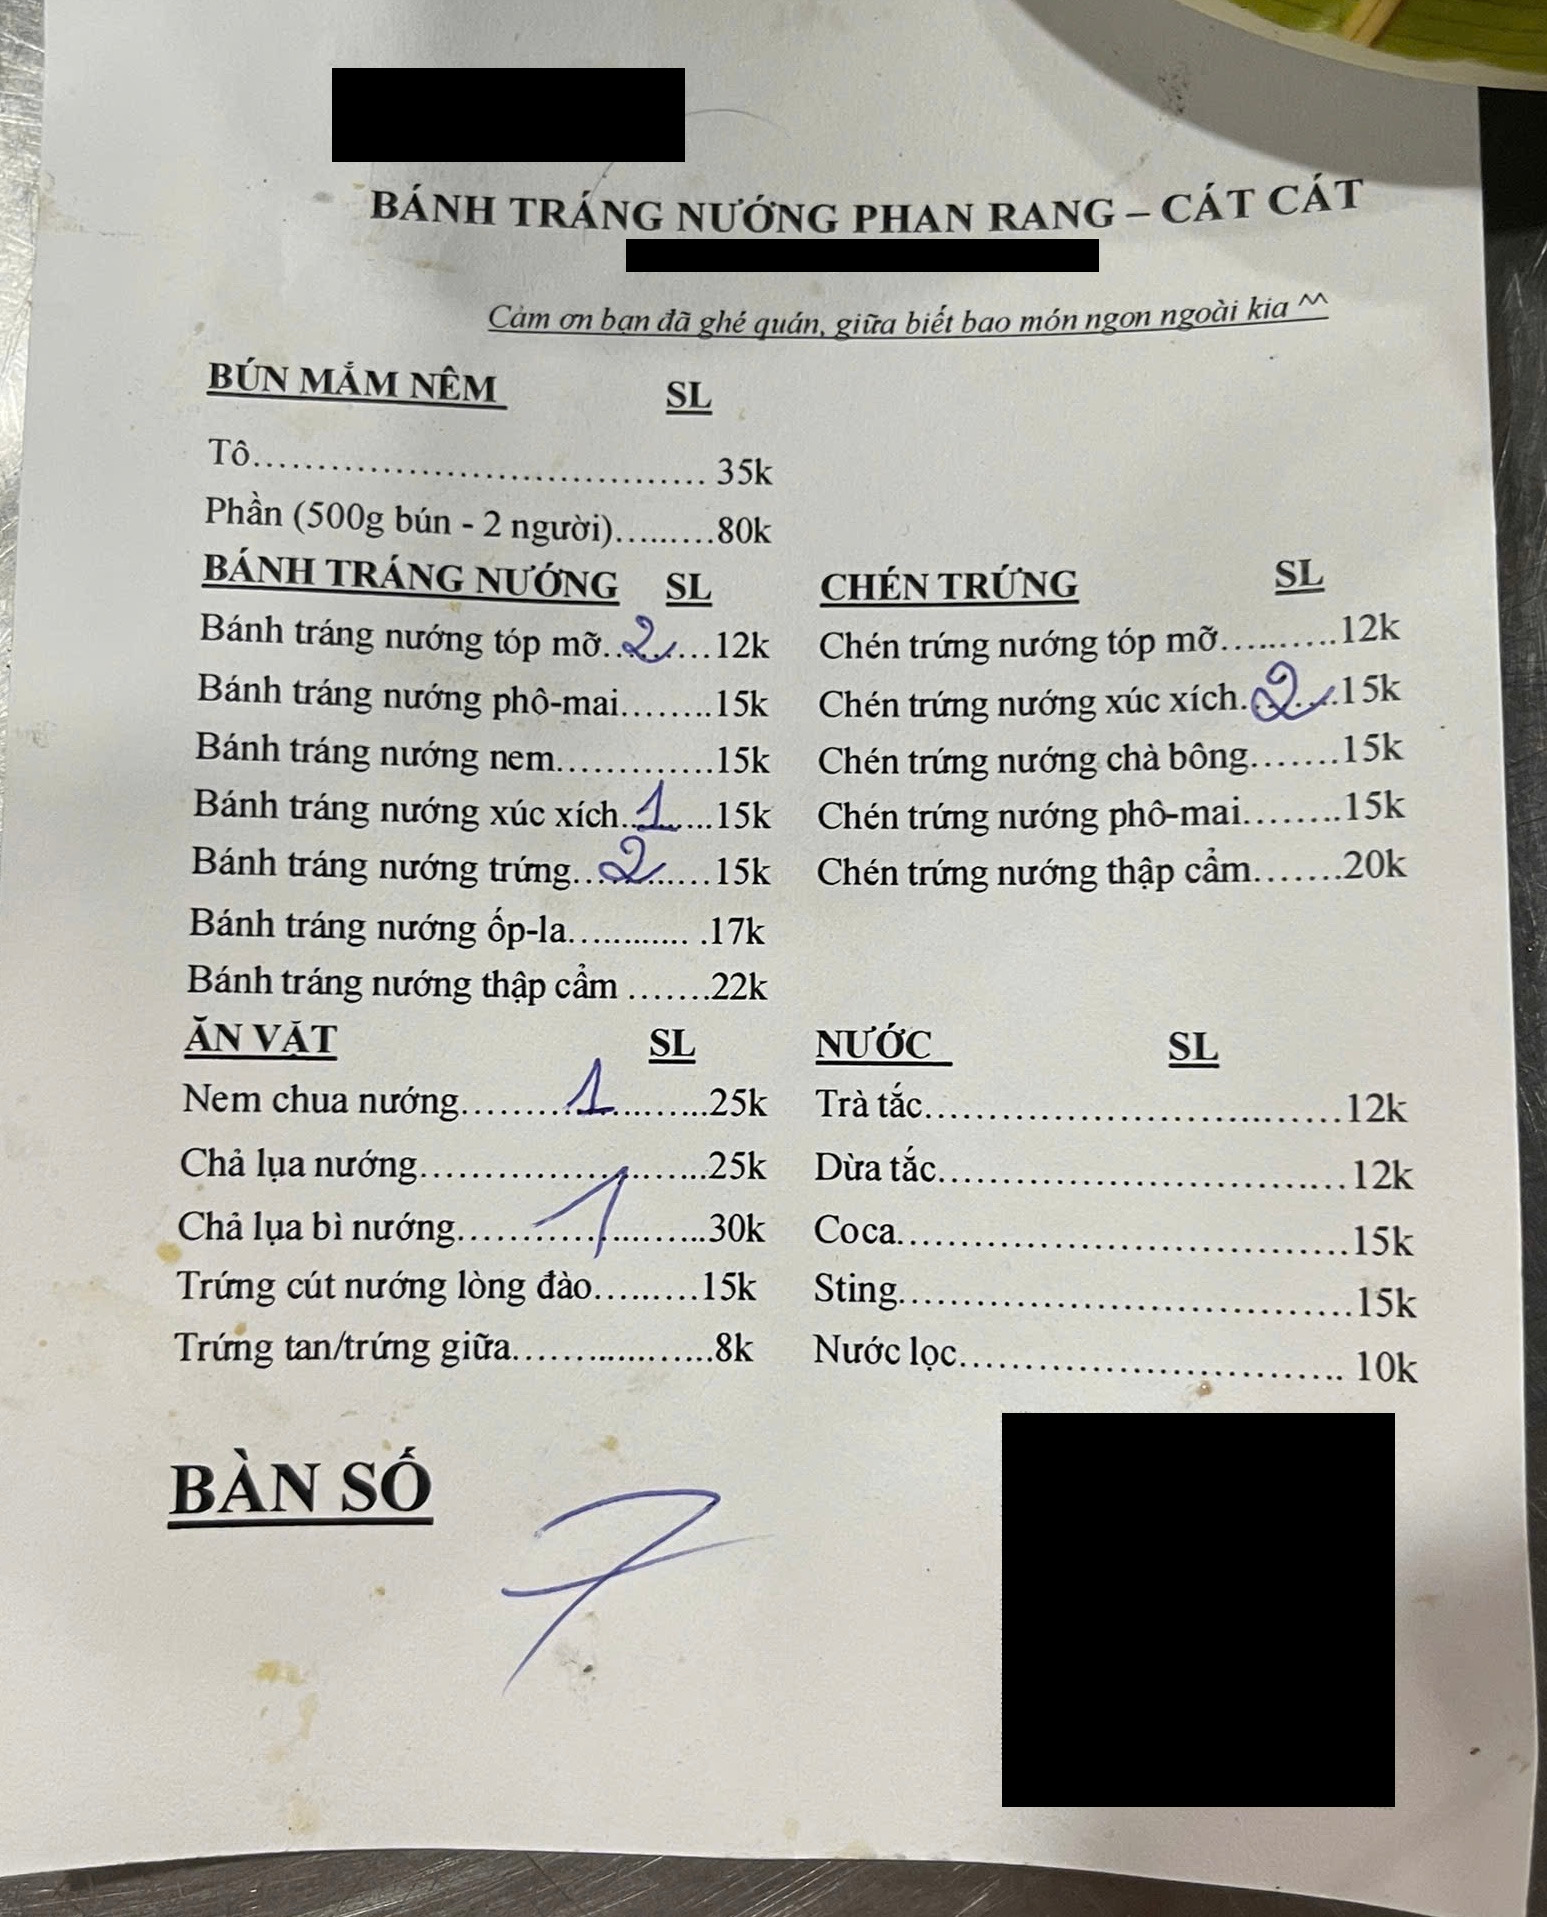 BÁNH TRÁNG NƯỚNG PHAN RANG – CÁT CÁT
Cảm ơn bạn đã ghé quán, giữa biết bao món ngon ngoài kia ^^
BÚN MẮM NÊM SL
Tô.................................... 35k
Phần (500g bún - 2 người).........80k
BÁNH TRÁNG NƯỚNG SL
Bánh tráng nướng tóp mỡ...2...12k
Bánh tráng nướng phô-mai........15k
Bánh tráng nướng nem.............15k
Bánh tráng nướng xúc xích...1...15k
Bánh tráng nướng trứng...2......15k
Bánh tráng nướng ốp-la............ .17k
Bánh tráng nướng thập cẩm .......22k
CHÉN TRỨNG SL
Chén trứng nướng tóp mỡ..........12k
Chén trứng nướng xúc xích..2..15k
Chén trứng nướng chà bông.......15k
Chén trứng nướng phô-mai........15k
Chén trứng nướng thập cẩm.......20k
ĂN VẶT SL
Nem chua nướng.........1.........25k
Chả lụa nướng.......................25k
Chả lụa bì nướng.........1.........30k
Trứng cút nướng lòng đào.........15k
Trứng tan/trứng giữa..................8k
NƯỚC SL
Trà tắc.................................12k
Dừa tắc................................12k
Coca....................................15k
Sting....................................15k
Nước lọc.............................. 10k
BÀN SỐ 7